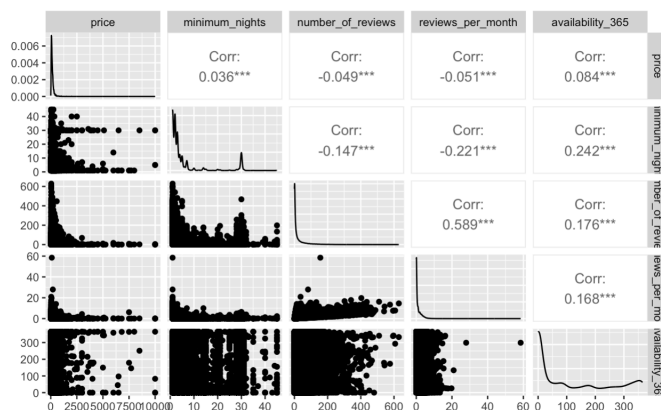 price minimum_nights number_of_reviews reviews_per_month availability_365
0.006
0.004
0.002
0.000
Corr:
0.036***
Corr:
-0.049***
Corr:
-0.051***
Corr:
0.084***
price
40
30
20
10
0
Corr:
-0.147***
Corr:
-0.221***
Corr:
0.242***
nimum_nigh
600
400
200
0
Corr:
0.589***
Corr:
0.176***
60
40
20
0
Corr:
0.168***
300
200
100
0
0 2500 5000 7500 10000
0 10 20 30 40
0 200 400 600
0 20 40 60
0 100 200 300